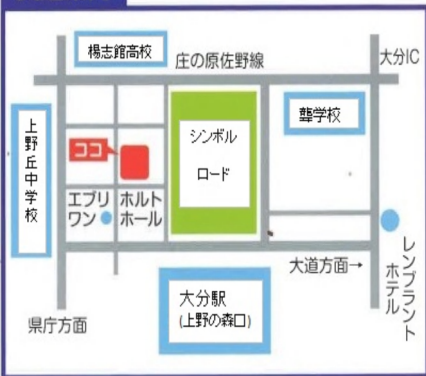 楊志館高校
庄の原佐野線
大分IC
上野丘中学校
ココ
シンボル
ロード
聾学校
エブリ
ワン
ホルト
ホール
大道方面→
レンブラント
ホテル
県庁方面
大分駅
(上野の森口)